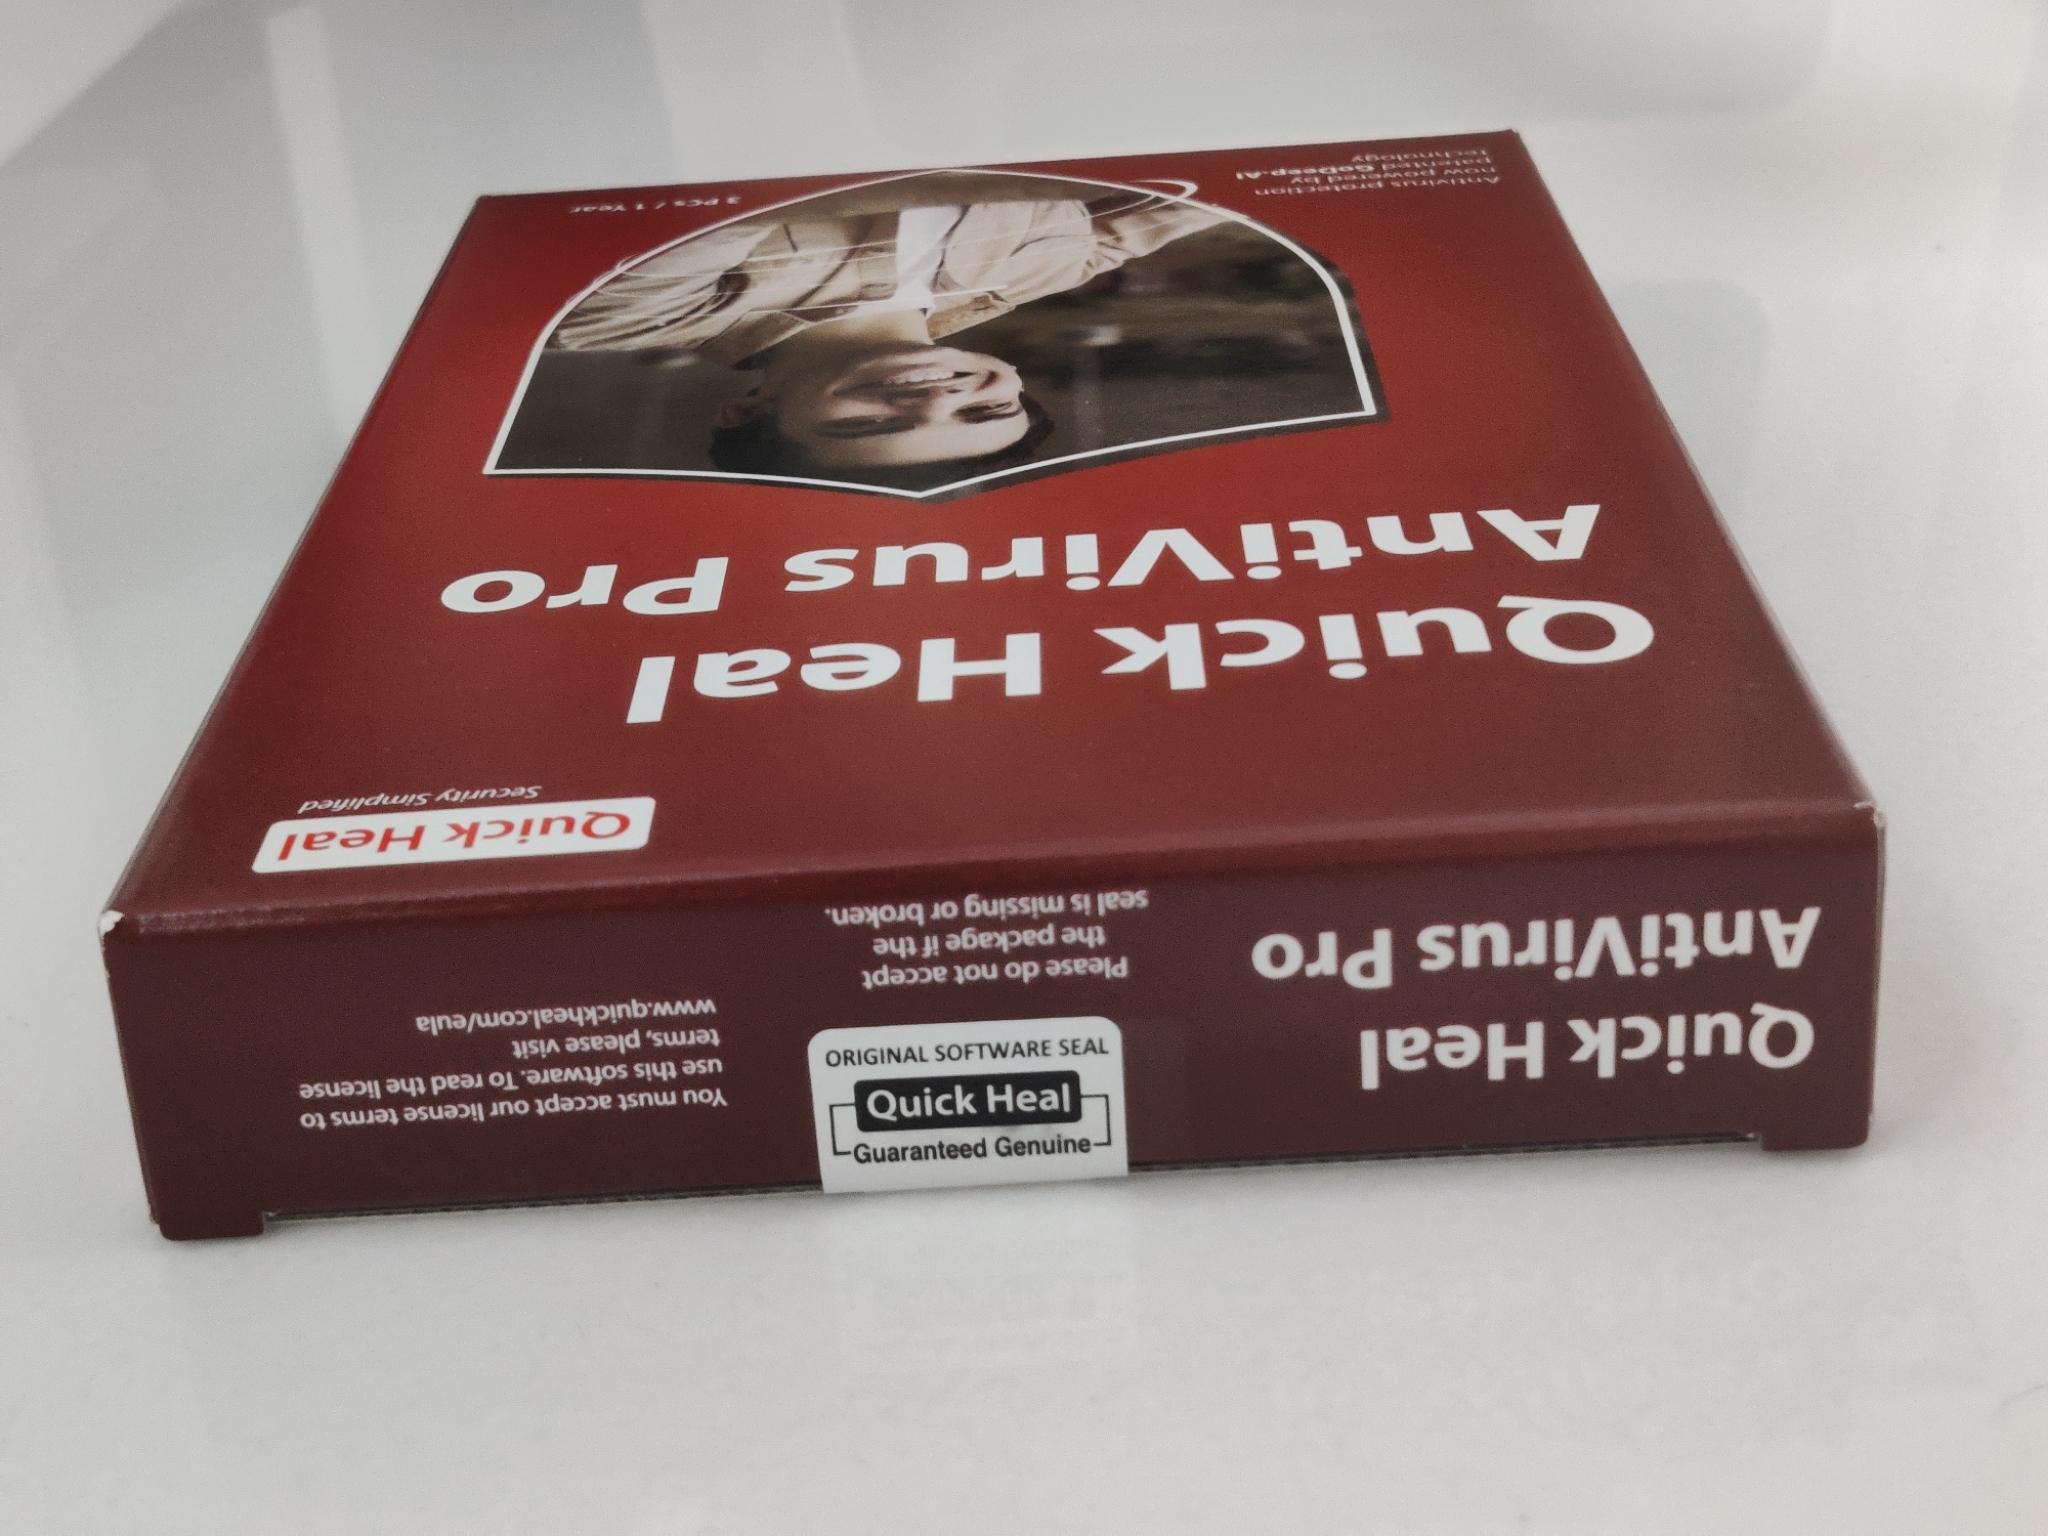 Quick Heal
Security Simplified
Quick Heal
AntiVirus Pro
Antivirus protection
now powered by
patented GoDeep.AI
technology
3 PCs / 1 Year
Quick Heal
AntiVirus Pro
Please do not accept
the package if the
seal is missing or broken.
You must accept our license terms to
use this software. To read the license
terms, please visit
www.quickheal.com/eula
ORIGINAL SOFTWARE SEAL
Quick Heal
Guaranteed Genuine